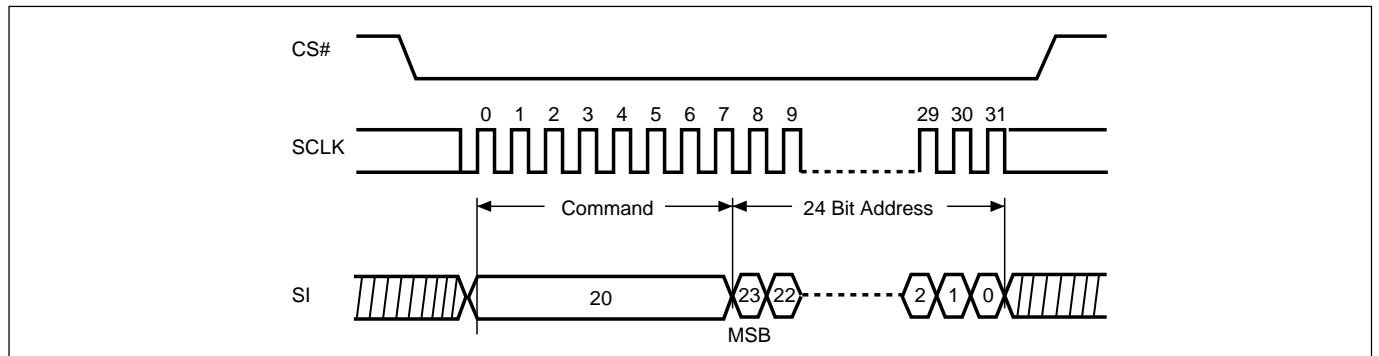 CS#
0 1 2 3 4 5 6 7 8 9 29 30 31
SCLK
Command 24 Bit Address
SI 20 23 22 2 1 0
MSB